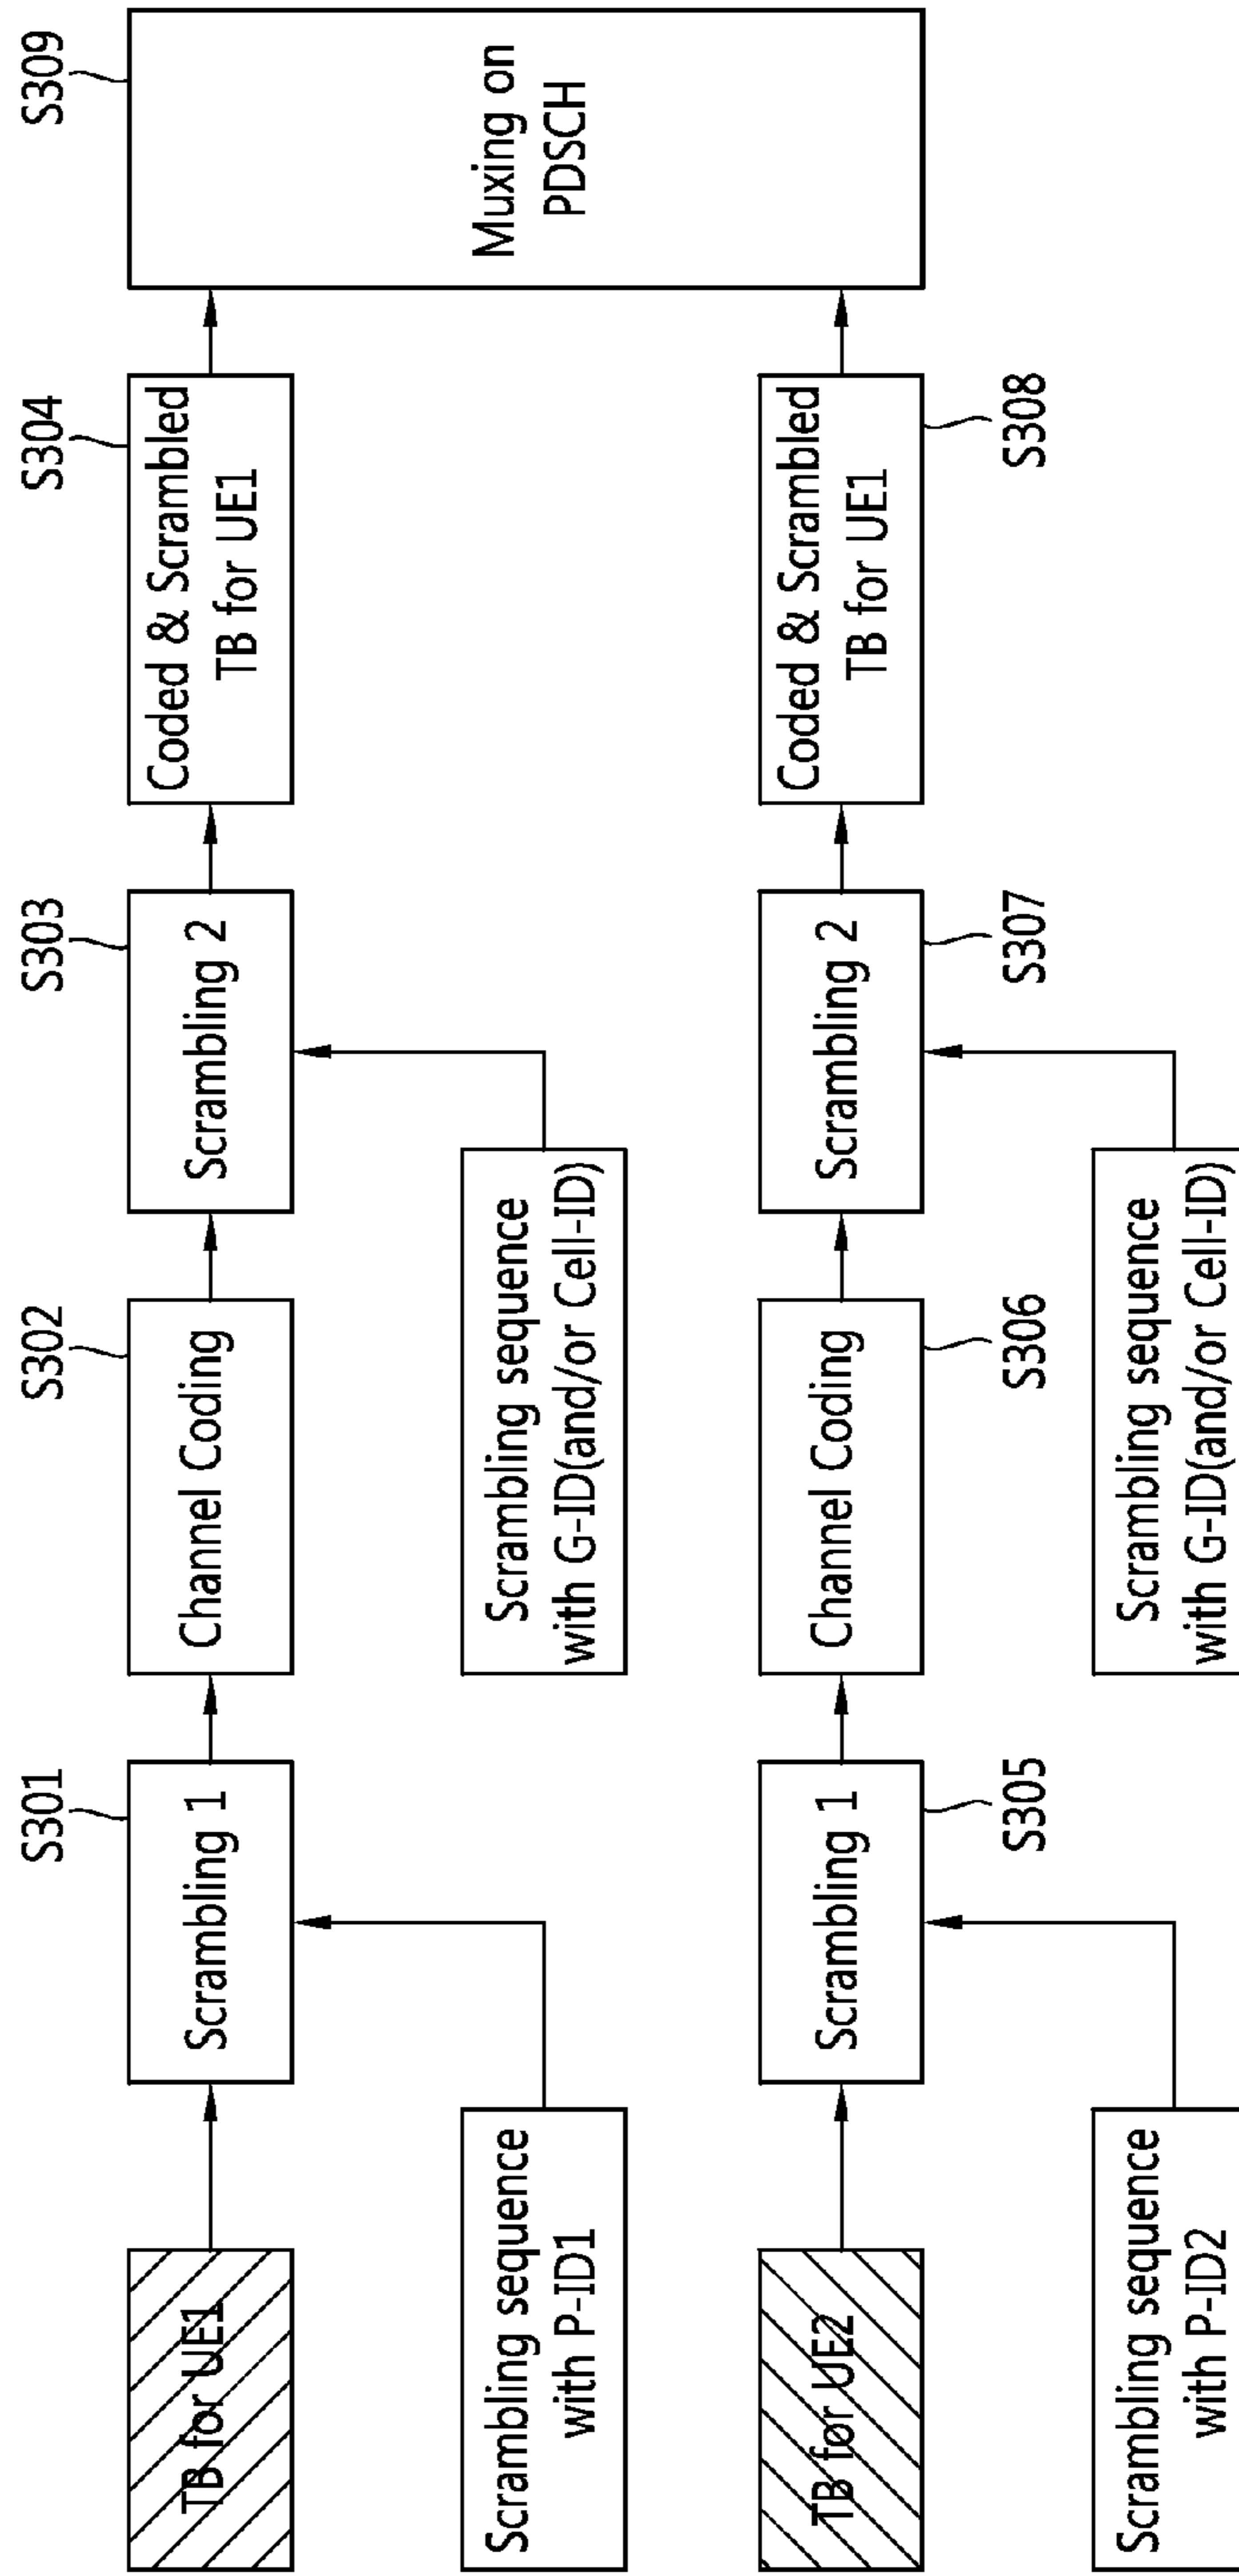 S301
S302
S303
S304
S309
TB for UE1
Scrambling 1
Channel Coding
Scrambling 2
Coded & Scrambled
TB for UE1
Muxing on
PDSCH
Scrambling sequence
with P-ID1
Scrambling sequence
with G-ID(and/or Cell-ID)
TB for UE2
Scrambling 1
Channel Coding
Scrambling 2
Coded & Scrambled
TB for UE1
S305
S306
S307
S308
Scrambling sequence
with P-ID2
Scrambling sequence
with G-ID(and/or Cell-ID)